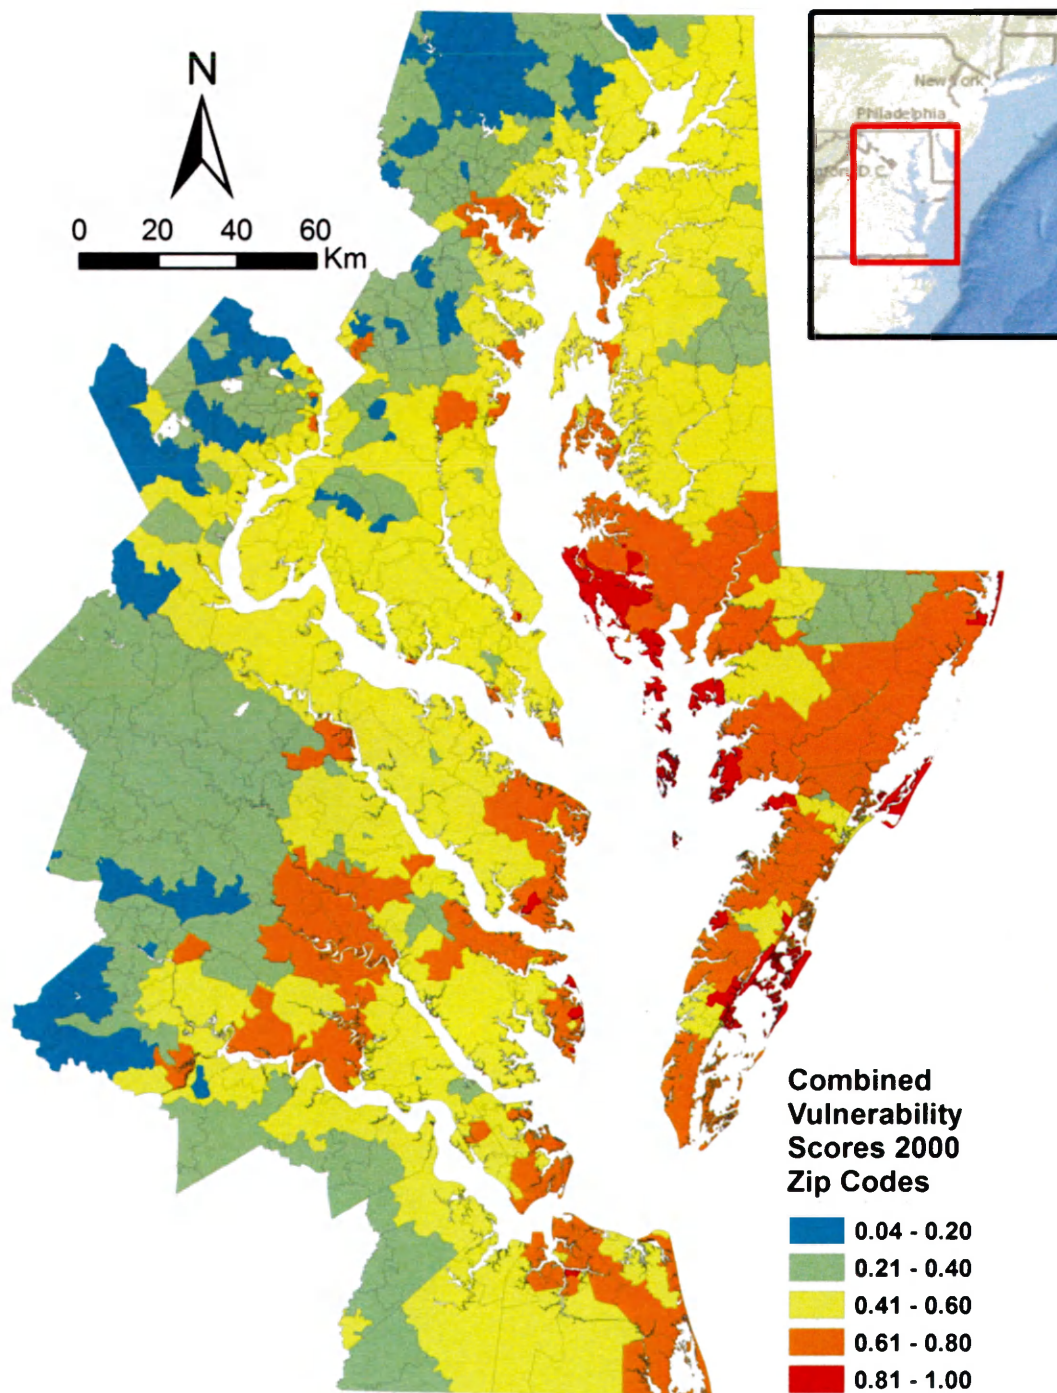 N
0 20 40 60
Km
New York
Philadelphia
D.C.
Combined
Vulnerability
Scores 2000
Zip Codes
0.04 - 0.20
0.21 - 0.40
0.41 - 0.60
0.61 - 0.80
0.81 - 1.00